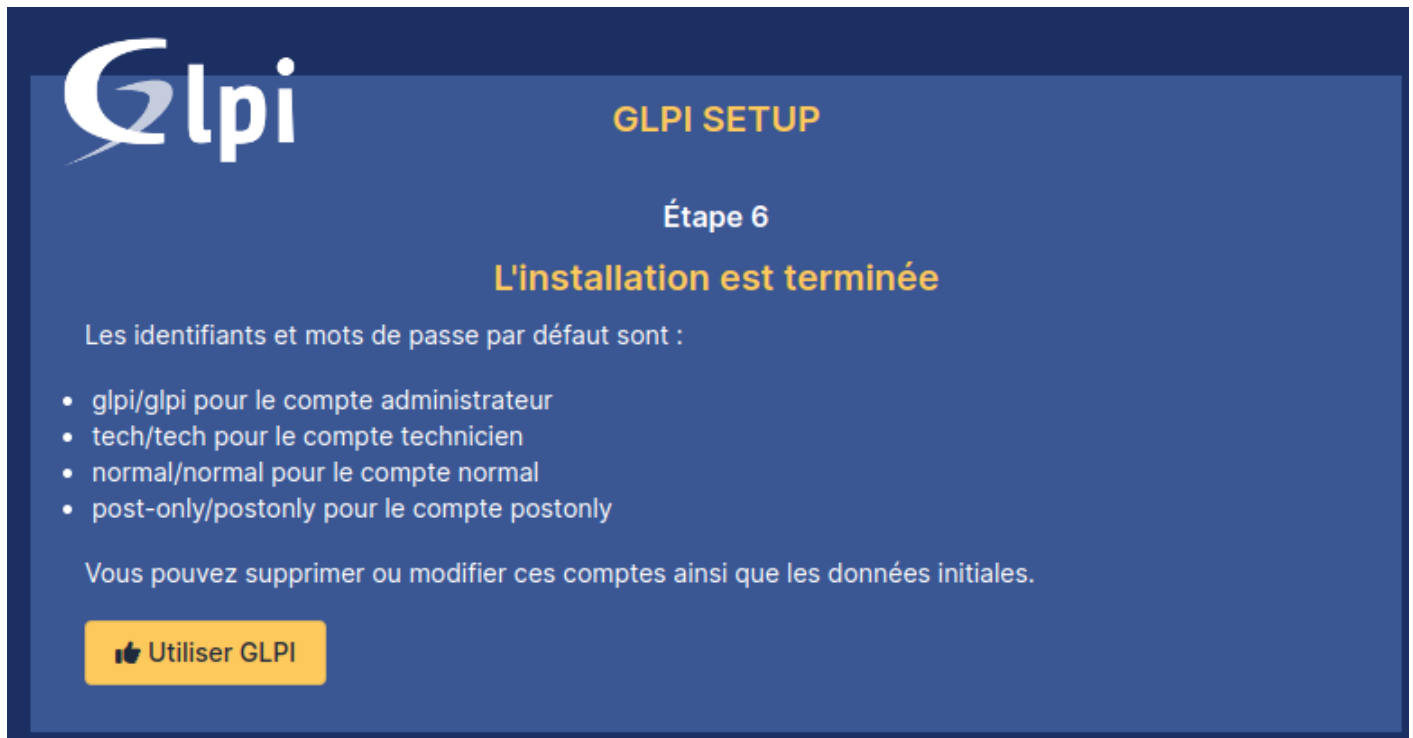 Glpi
GLPI SETUP
Étape 6
L'installation est terminée
Les identifiants et mots de passe par défaut sont :
glpi/glpi pour le compte administrateur
tech/tech pour le compte technicien
normal/normal pour le compte normal
post-only/postonly pour le compte postonly
Vous pouvez supprimer ou modifier ces comptes ainsi que les données initiales.
Utiliser GLPI